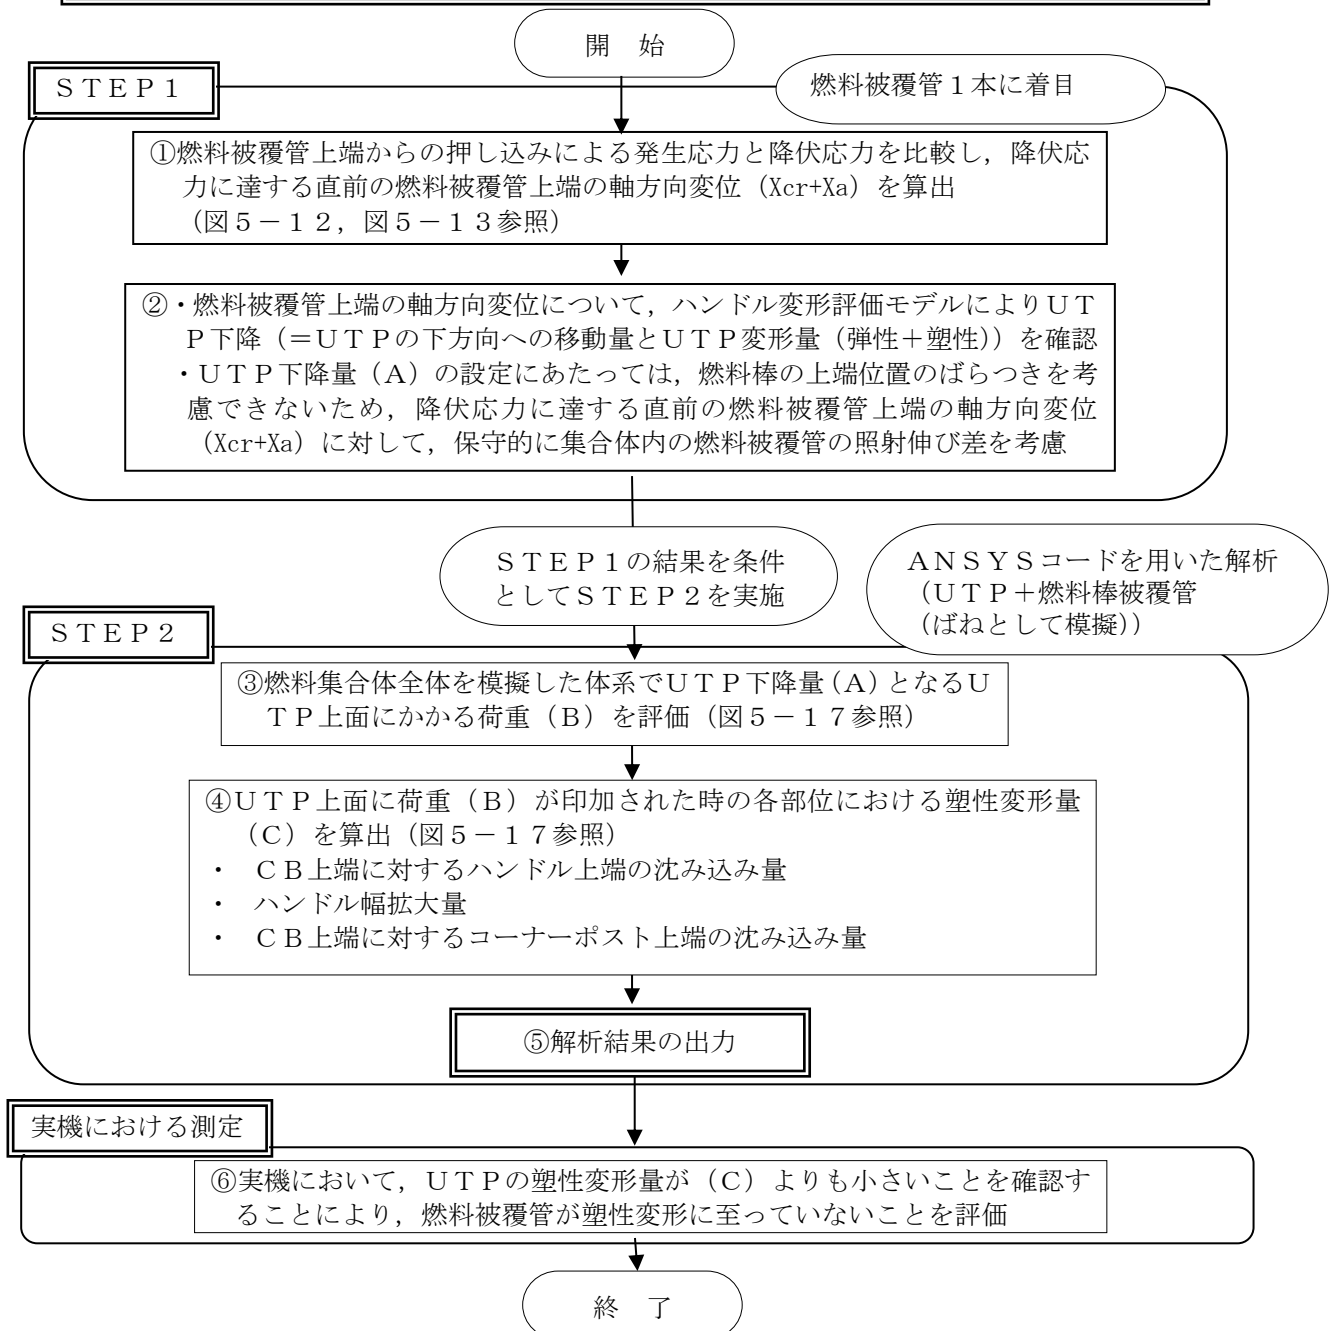 開　始
ＳＴＥＰ１
燃料被覆管１本に着目
①燃料被覆管上端からの押し込みによる発生応力と降伏応力を比較し，降伏応
力に達する直前の燃料被覆管上端の軸方向変位（Xcr+Xa）を算出
（図５－１２，図５－１３参照）
②・燃料被覆管上端の軸方向変位について，ハンドル変形評価モデルによりＵＴ
Ｐ下降（＝ＵＴＰの下方向への移動量とＵＴＰ変形量（弾性＋塑性））を確認
・ＵＴＰ下降量（Ａ）の設定にあたっては，燃料棒の上端位置のばらつきを考
慮できないため，降伏応力に達する直前の燃料被覆管上端の軸方向変位
（Xcr+Xa）に対して，保守的に集合体内の燃料被覆管の照射伸び差を考慮
ＳＴＥＰ１の結果を条件
としてＳＴＥＰ２を実施
ＡＮＳＹＳコードを用いた解析
（ＵＴＰ＋燃料棒被覆管
（ばねとして模擬））
ＳＴＥＰ２
③燃料集合体全体を模擬した体系でＵＴＰ下降量（Ａ）となるＵ
ＴＰ上面にかかる荷重（Ｂ）を評価（図５－１７参照）
④ＵＴＰ上面に荷重（Ｂ）が印加された時の各部位における塑性変形量
（Ｃ）を算出（図５－１７参照）
・　ＣＢ上端に対するハンドル上端の沈み込み量
・　ハンドル幅拡大量
・　ＣＢ上端に対するコーナーポスト上端の沈み込み量
⑤解析結果の出力
実機における測定
⑥実機において，ＵＴＰの塑性変形量が（Ｃ）よりも小さいことを確認す
ることにより，燃料被覆管が塑性変形に至っていないことを評価
終　了